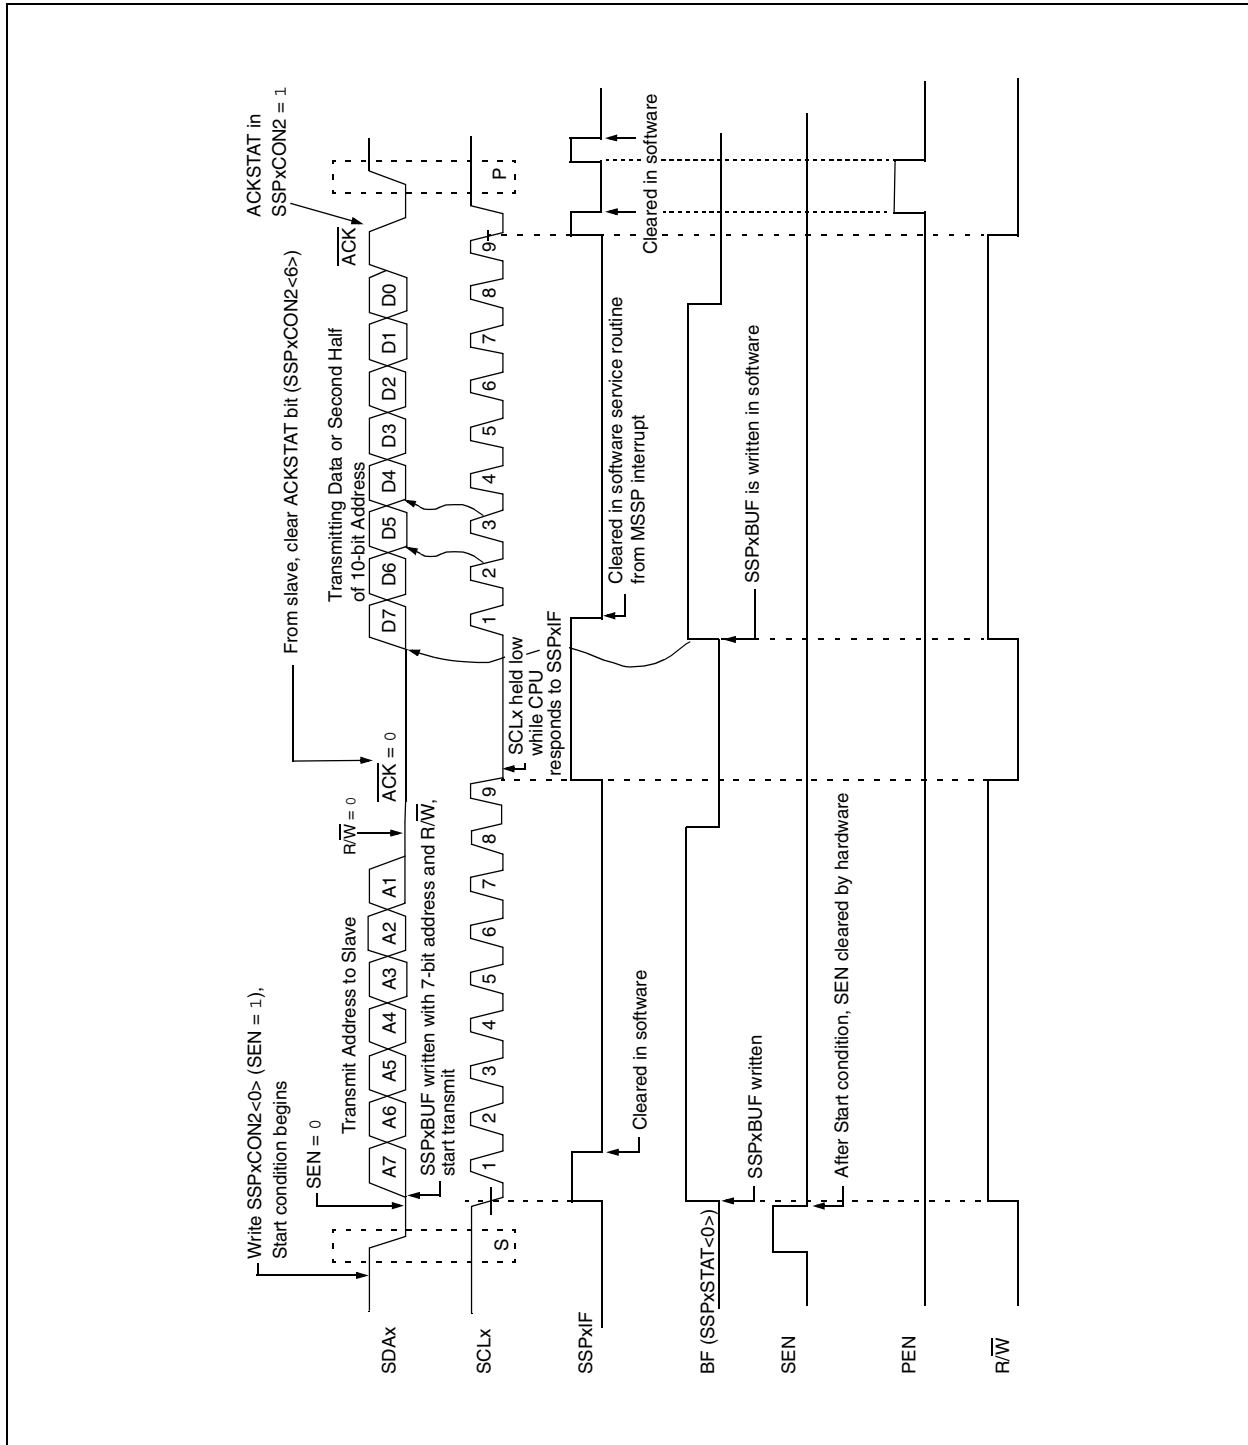 Write SSPxCON2<0> (SEN = 1),
Start condition begins
SEN = 0
Transmit Address to Slave
R/W = 0
From slave, clear ACKSTAT bit (SSPxCON2<6>)
ACK = 0
Transmitting Data or Second Half
of 10-bit Address
ACKSTAT in
SSPxCON2 = 1
ACK
SDAx
A7 A6 A5 A4 A3 A2 A1
D7 D6 D5 D4 D3 D2 D1 D0
SSPxBUF written with 7-bit address and R/W,
start transmit
SCLx
S
1 2 3 4 5 6 7 8 9
1 2 3 4 5 6 7 8 9
P
SCLx held low
while CPU
responds to SSPxIF
SSPxIF
Cleared in software
Cleared in software service routine
from MSSP interrupt
Cleared in software
Cleared in software
BF (SSPxSTAT<0>)
SSPxBUF written
SSPxBUF is written in software
SEN
After Start condition, SEN cleared by hardware
PEN
R/W